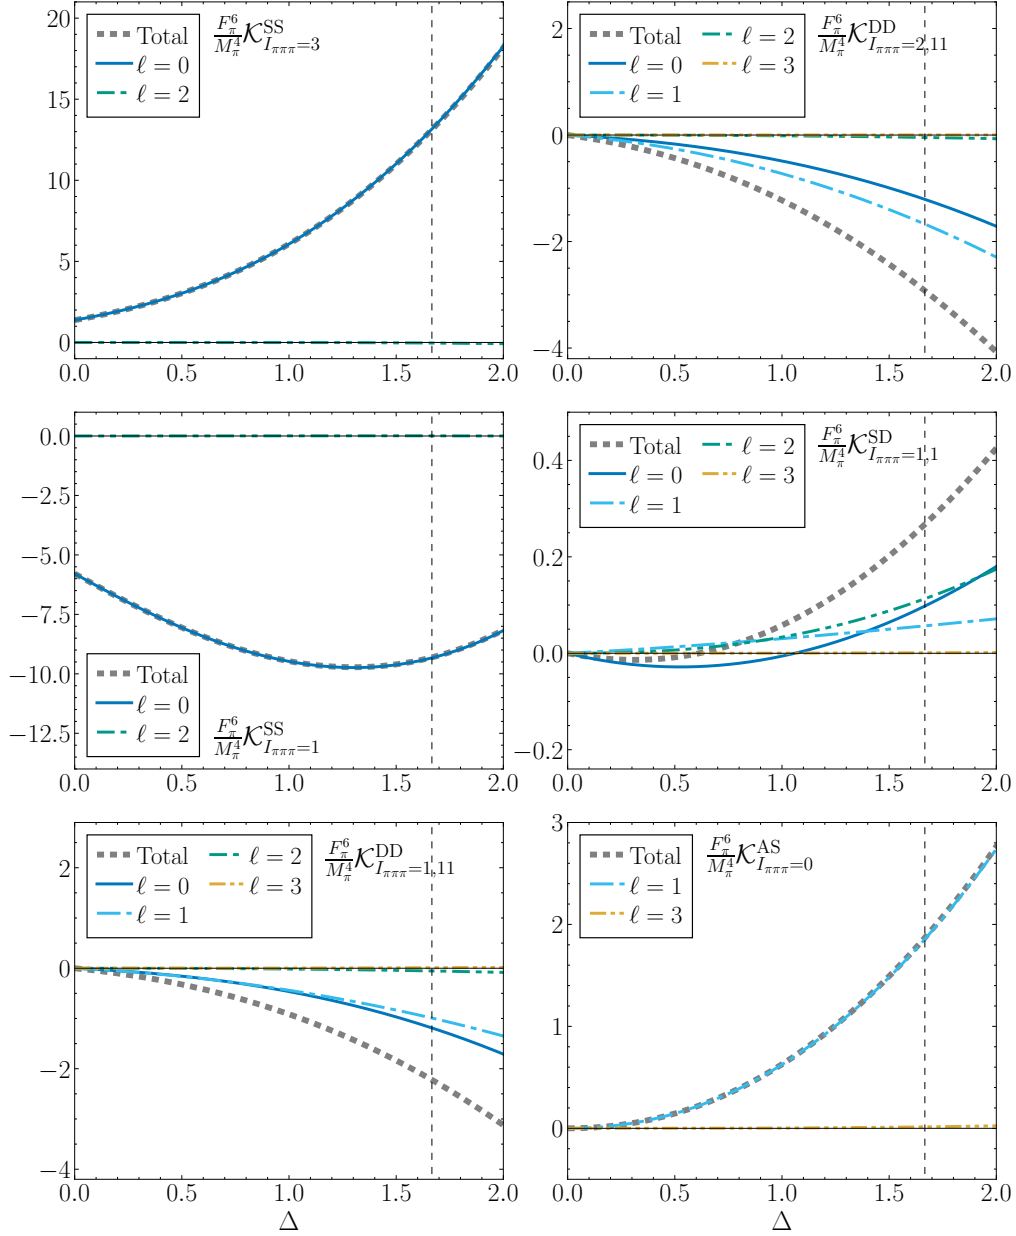 20
15
10
5
0
0.0 0.5 1.0 1.5 2.0
Total
ℓ = 0
ℓ = 2
F_π^6/M_π^4 K^SS_{I_πππ=3}
2
0
−2
−4
0.0 0.5 1.0 1.5 2.0
Total
ℓ = 0
ℓ = 1
ℓ = 2
ℓ = 3
F_π^6/M_π^4 K^DD_{I_πππ=2,11}
0.0
−2.5
−5.0
−7.5
−10.0
−12.5
0.0 0.5 1.0 1.5 2.0
Total
ℓ = 0
ℓ = 2
F_π^6/M_π^4 K^SS_{I_πππ=1}
0.4
0.2
0.0
−0.2
0.0 0.5 1.0 1.5 2.0
Total
ℓ = 0
ℓ = 1
ℓ = 2
ℓ = 3
F_π^6/M_π^4 K^SD_{I_πππ=1,1}
2
0
−2
−4
0.0 0.5 1.0 1.5 2.0
Δ
Total
ℓ = 0
ℓ = 1
ℓ = 2
ℓ = 3
F_π^6/M_π^4 K^DD_{I_πππ=1,11}
3
2
1
0
0.0 0.5 1.0 1.5 2.0
Δ
Total
ℓ = 1
ℓ = 3
F_π^6/M_π^4 K^AS_{I_πππ=0}